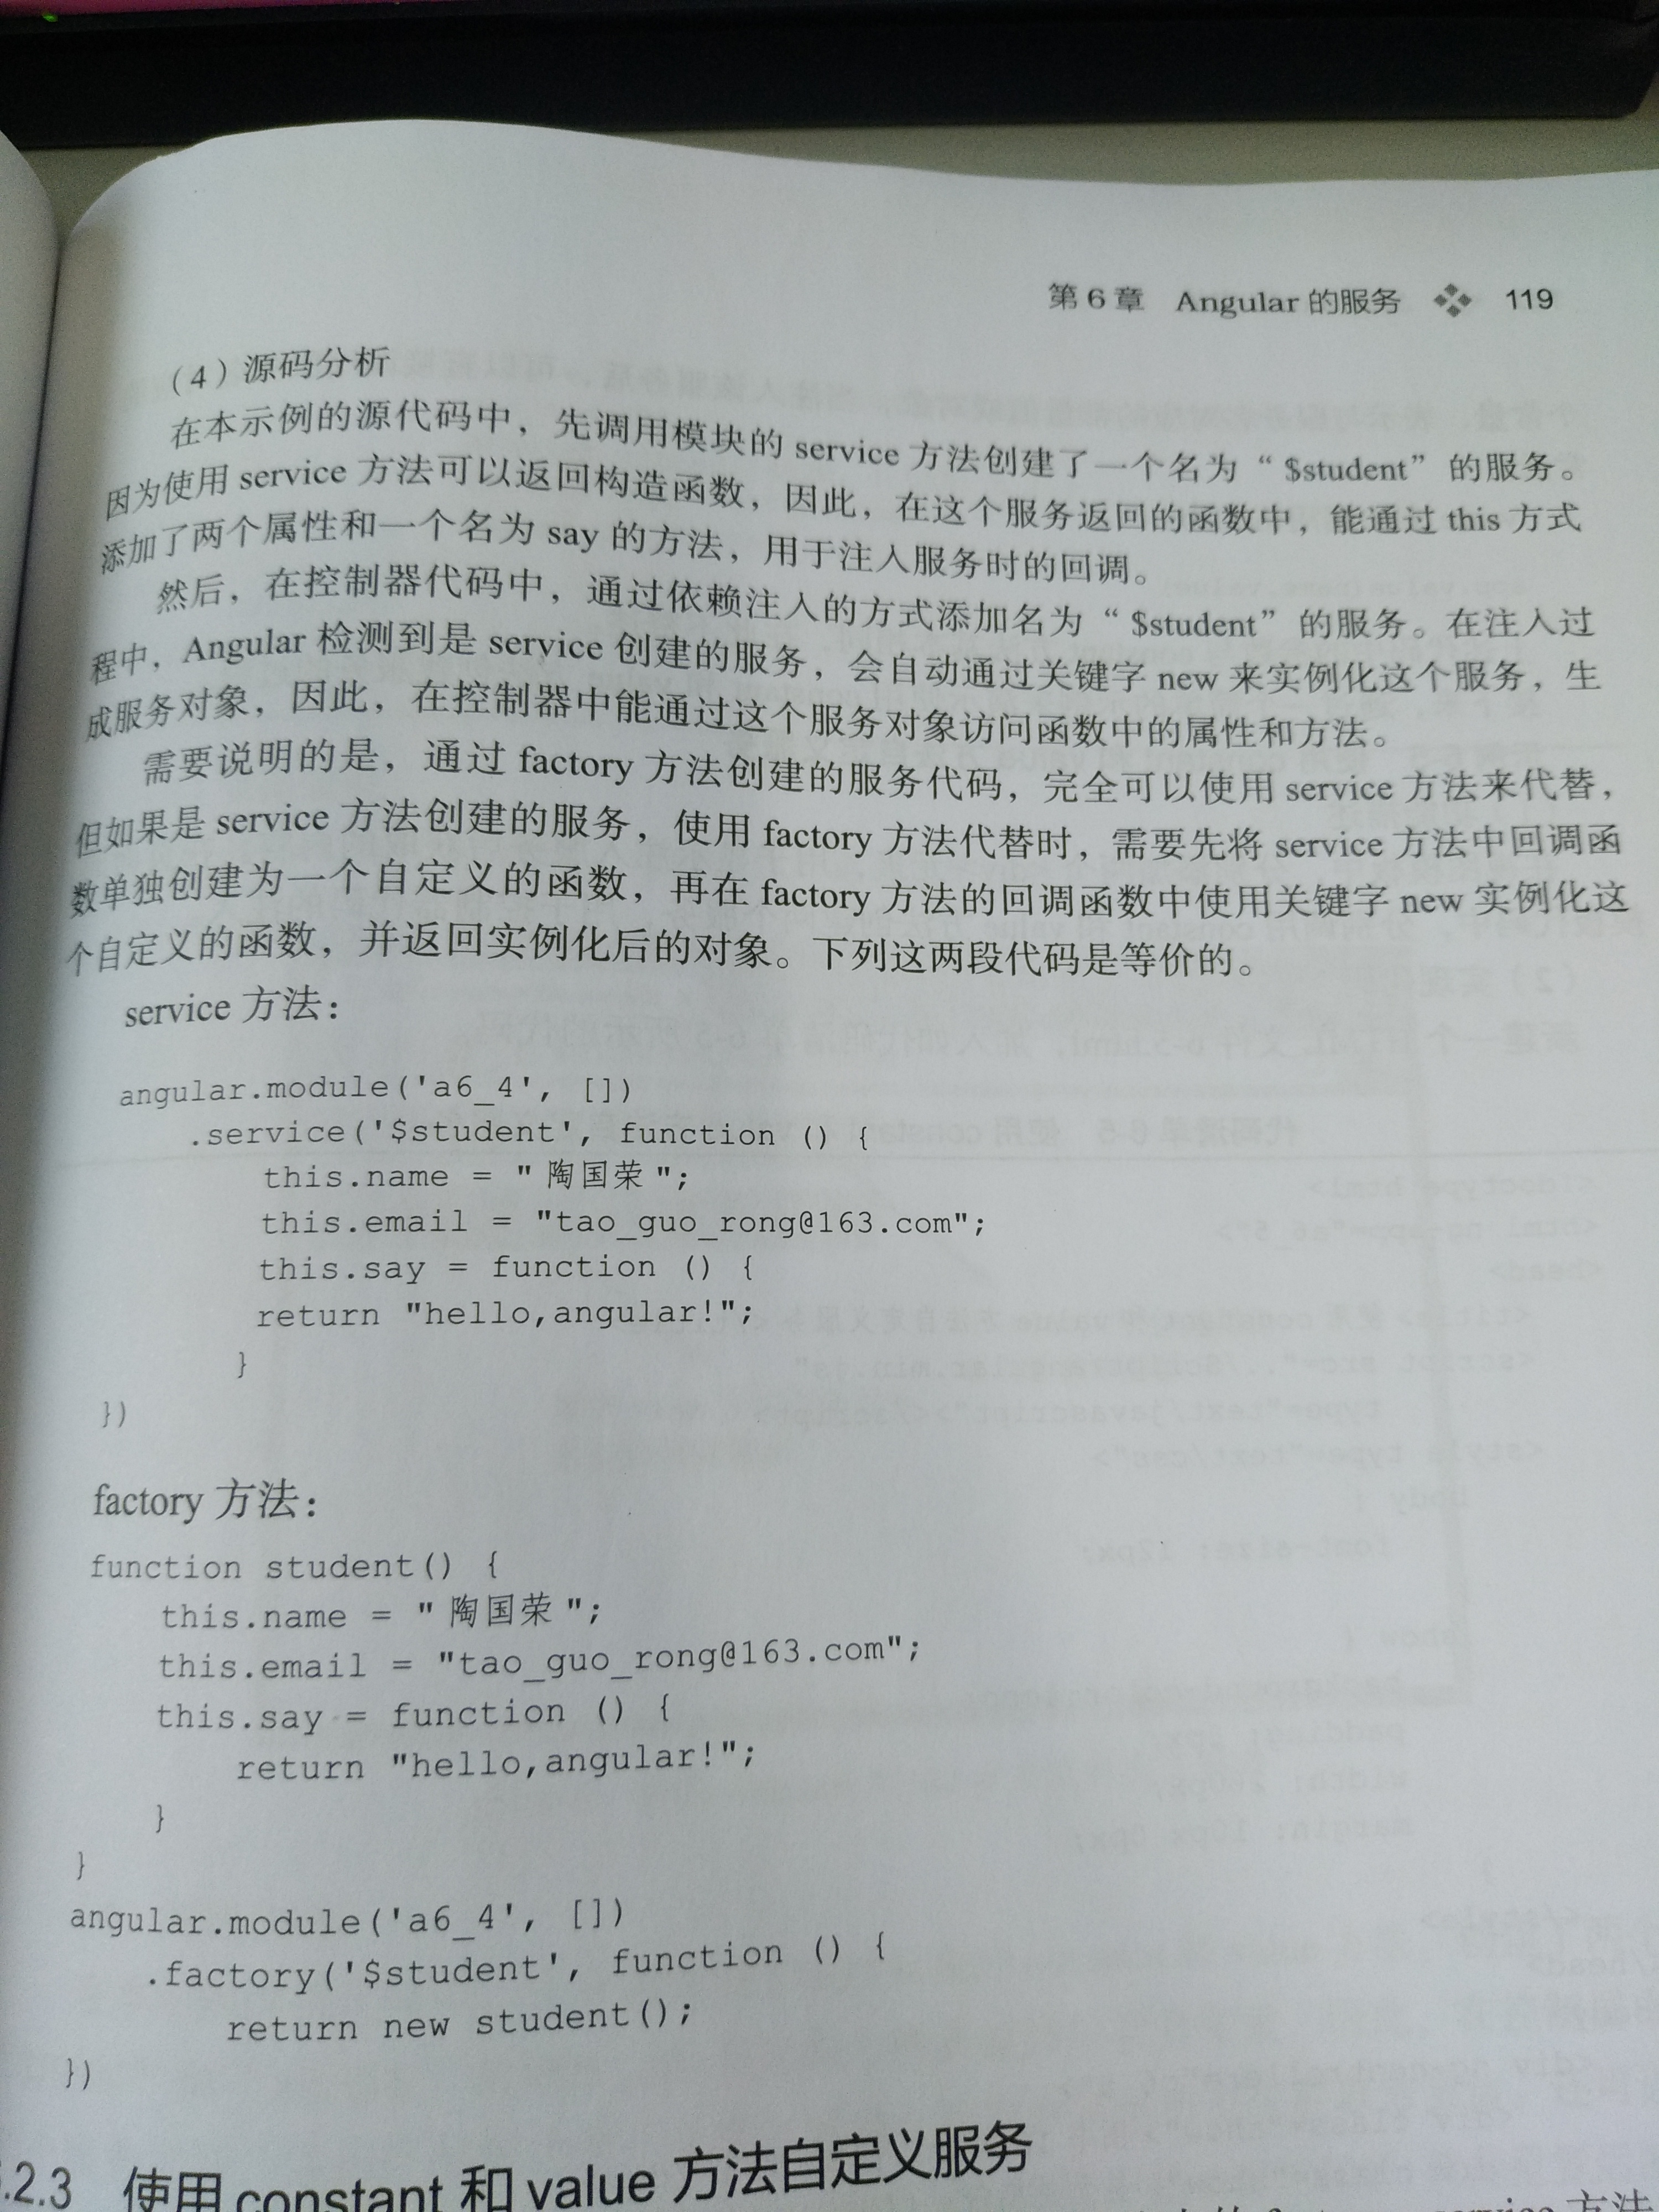 第6章 Angular 的服务 ❖ 119
（4）源码分析
在本示例的源代码中，先调用模块的 service 方法创建了一个名为“ $student”的服务。
因为使用 service 方法可以返回构造函数，因此，在这个服务返回的函数中，能通过 this 方式
添加了两个属性和一个名为 say 的方法，用于注入服务时的回调。
然后，在控制器代码中，通过依赖注入的方式添加名为“ $student”的服务。在注入过
程中，Angular 检测到是 service 创建的服务，会自动通过关键字 new 来实例化这个服务，生
成服务对象，因此，在控制器中能通过这个服务对象访问函数中的属性和方法。
需要说明的是，通过 factory 方法创建的服务代码，完全可以使用 service 方法来代替，
但如果是 service 方法创建的服务，使用 factory 方法代替时，需要先将 service 方法中回调函
数单独创建为一个自定义的函数，再在 factory 方法的回调函数中使用关键字 new 实例化这
个自定义的函数，并返回实例化后的对象。下列这两段代码是等价的。
service 方法：
angular.module('a6_4', [])
.service('$student', function () {
this.name = " 陶国荣 ";
this.email = "tao_guo_rong@163.com";
this.say = function () {
return "hello,angular!";
}
})
factory 方法：
function student() {
this.name = " 陶国荣 ";
this.email = "tao_guo_rong@163.com";
this.say = function () {
return "hello,angular!";
}
}
angular.module('a6_4', [])
.factory('$student', function () {
return new student();
})
.2.3 使用 constant 和 value 方法自定义服务